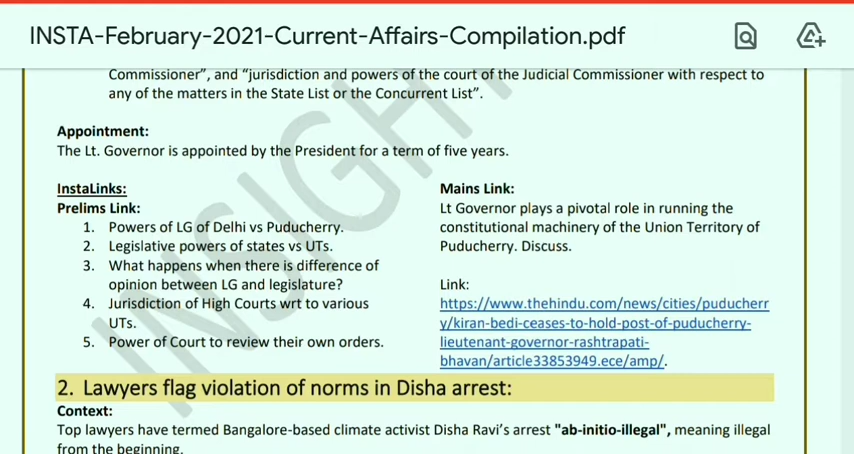 INSTA-February-2021-Current-Affairs-Compilation.pdf
Commissioner”, and “jurisdiction and powers of the court of the Judicial Commissioner with respect to
any of the matters in the State List or the Concurrent List”.
Appointment:
The Lt. Governor is appointed by the President for a term of five years.
InstaLinks:
Prelims Link:
1. Powers of LG of Delhi vs Puducherry.
2. Legislative powers of states vs UTs.
3. What happens when there is difference of
opinion between LG and legislature?
4. Jurisdiction of High Courts wrt to various
UTs.
5. Power of Court to review their own orders.
Mains Link:
Lt Governor plays a pivotal role in running the
constitutional machinery of the Union Territory of
Puducherry. Discuss.
Link:
https://www.thehindu.com/news/cities/puducherr
y/kiran-bedi-ceases-to-hold-post-of-puducherry-
lieutenant-governor-rashtrapati-
bhavan/article33853949.ece/amp/.
2. Lawyers flag violation of norms in Disha arrest:
Context:
Top lawyers have termed Bangalore-based climate activist Disha Ravi’s arrest "ab-initio-illegal", meaning illegal
from the beginning.
INSIGH